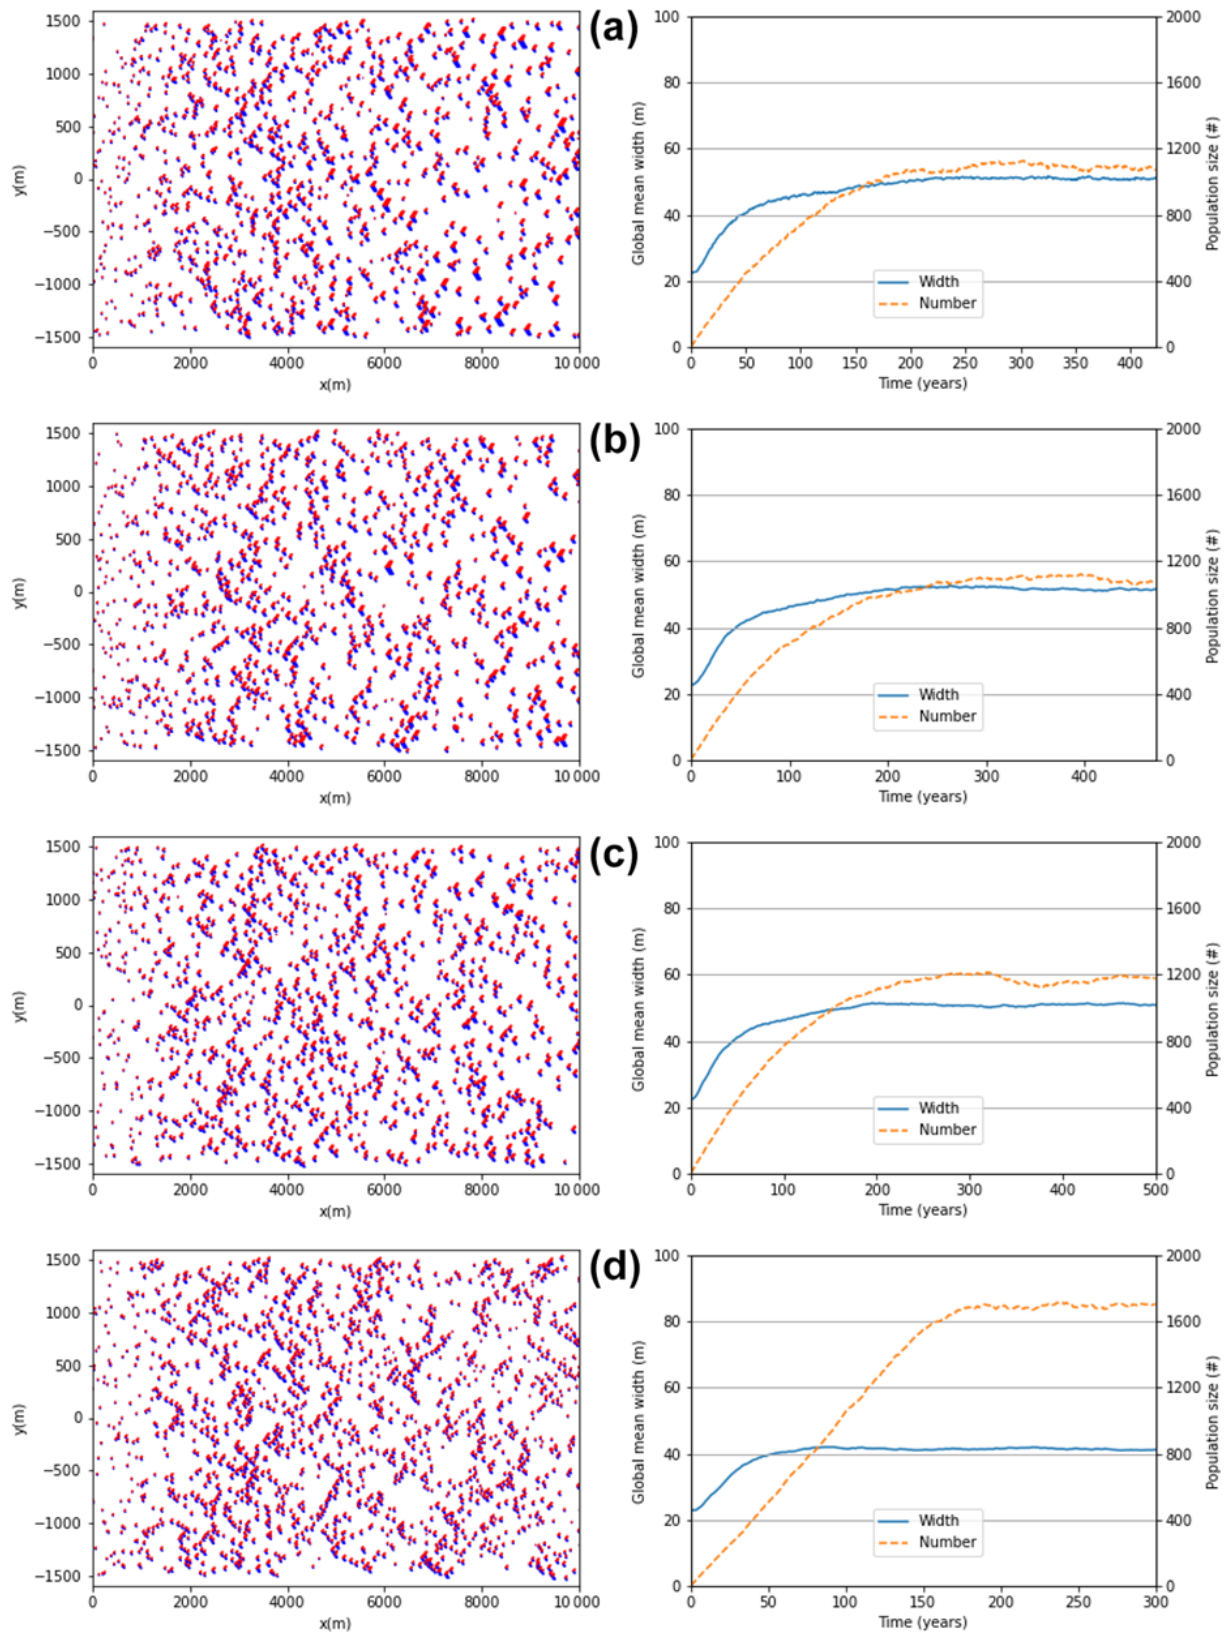 (a)
1500
1000
500
0
−500
−1000
−1500
y(m)
0 2000 4000 6000 8000 10 000
x(m)
100
80
60
40
20
0
Global mean width (m)
2000
1600
1200
800
400
0
Population size (#)
Width
Number
0 50 100 150 200 250 300 350 400
Time (years)
(b)
1500
1000
500
0
−500
−1000
−1500
y(m)
0 2000 4000 6000 8000 10 000
x(m)
100
80
60
40
20
0
Global mean width (m)
2000
1600
1200
800
400
0
Population size (#)
Width
Number
0 100 200 300 400
Time (years)
(c)
1500
1000
500
0
−500
−1000
−1500
y(m)
0 2000 4000 6000 8000 10 000
x(m)
100
80
60
40
20
0
Global mean width (m)
2000
1600
1200
800
400
0
Population size (#)
Width
Number
0 100 200 300 400 500
Time (years)
(d)
1500
1000
500
0
−500
−1000
−1500
y(m)
0 2000 4000 6000 8000 10 000
x(m)
100
80
60
40
20
0
Global mean width (m)
2000
1600
1200
800
400
0
Population size (#)
Width
Number
0 50 100 150 200 250 300
Time (years)